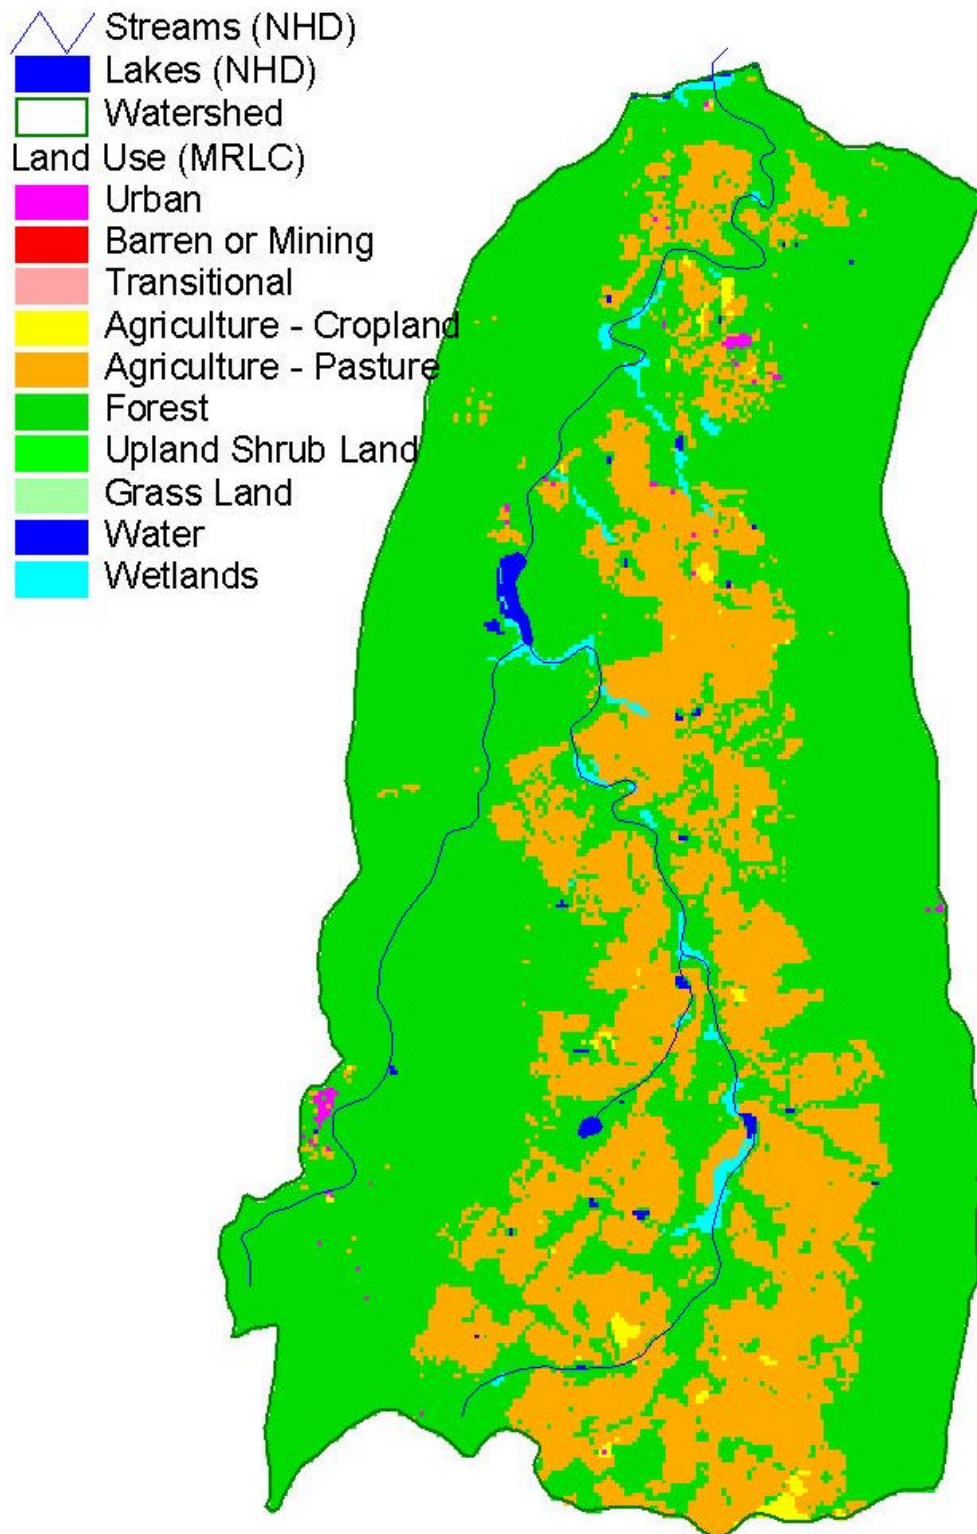 Streams (NHD)
Lakes (NHD)
Watershed
Land Use (MRLC)
Urban
Barren or Mining
Transitional
Agriculture - Cropland
Agriculture - Pasture
Forest
Upland Shrub Land
Grass Land
Water
Wetlands